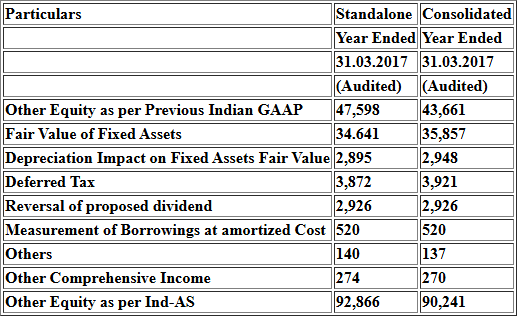 Particulars Standalone Consolidated
Year Ended Year Ended
31.03.2017 31.03.2017
(Audited) (Audited)
Other Equity as per Previous Indian GAAP 47,598 43,661
Fair Value of Fixed Assets 34.641 35,857
Depreciation Impact on Fixed Assets Fair Value 2,895 2,948
Deferred Tax 3,872 3,921
Reversal of proposed dividend 2,926 2,926
Measurement of Borrowings at amortized Cost 520 520
Others 140 137
Other Comprehensive Income 274 270
Other Equity as per Ind-AS 92,866 90,241